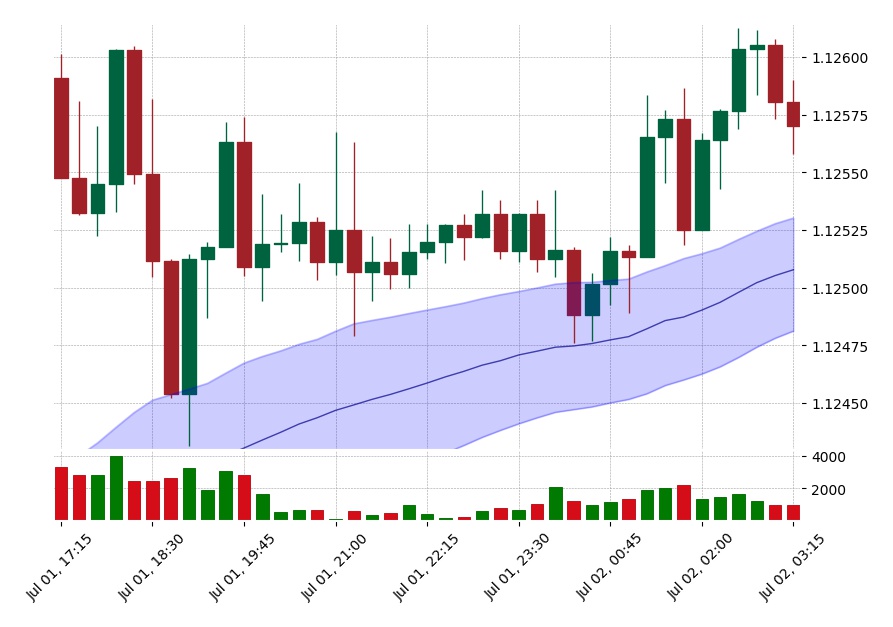 1.12600
1.12575
1.12550
1.12525
1.12500
1.12475
1.12450
4000
2000
Jul 01, 17:15
Jul 01, 18:30
Jul 01, 19:45
Jul 01, 21:00
Jul 01, 22:15
Jul 01, 23:30
Jul 02, 00:45
Jul 02, 02:00
Jul 02, 03:15